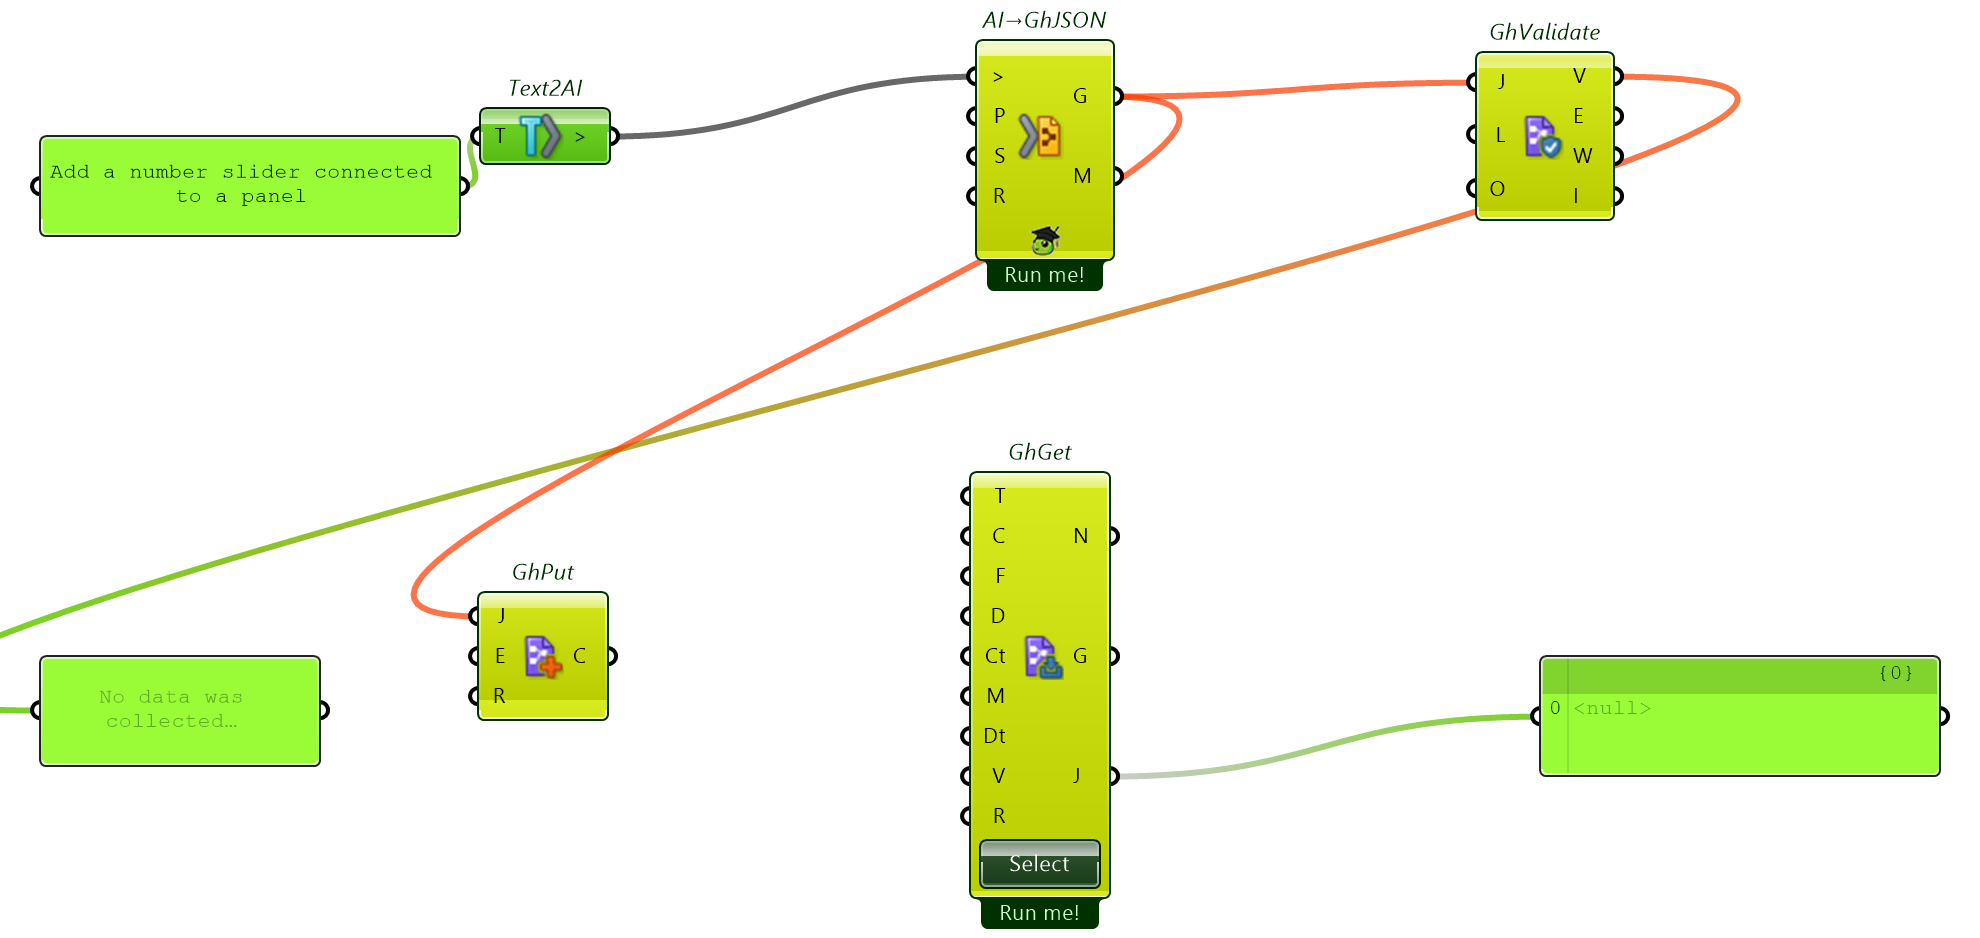 AI→GhJSON
>
P
S
R
G
M
Run me!
GhValidate
J
L
O
V
E
W
I
Text2AI
T
>
Add a number slider connected
to a panel
GhGet
T
C
F
D
Ct
M
Dt
V
R
N
G
J
Select
Run me!
GhPut
J
E
R
C
No data was
collected…
{0}
0 <null>